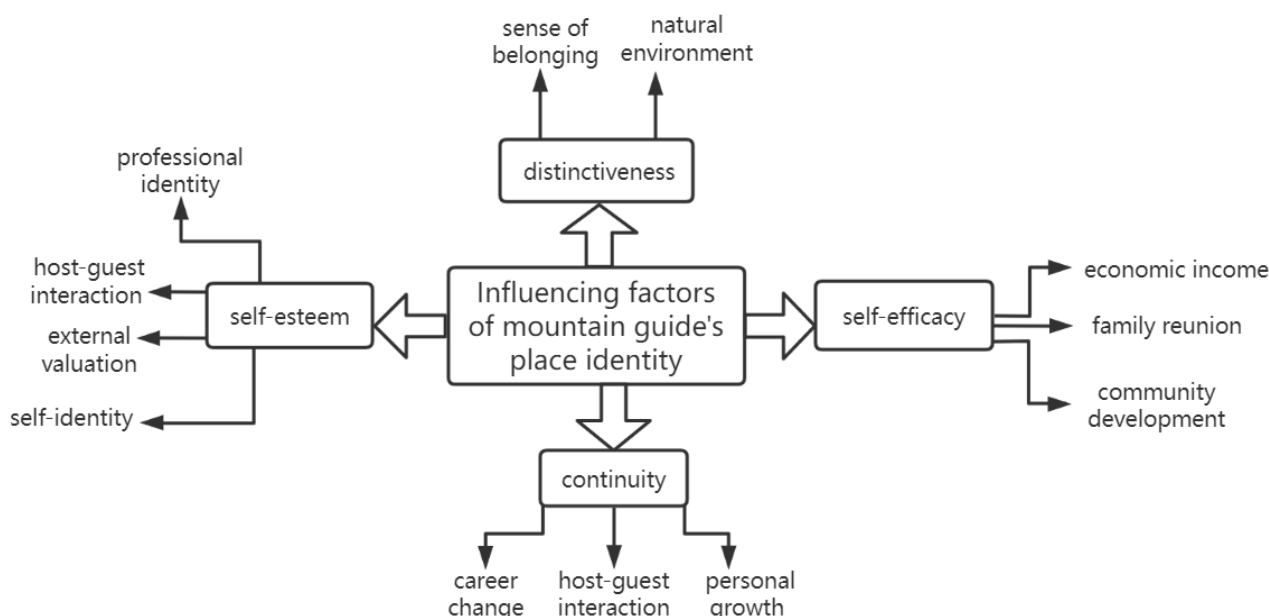 sense of
belonging
natural
environment
distinctiveness
professional
identity
host-guest
interaction
external
valuation
self-identity
self-esteem
Influencing factors
of mountain guide's
place identity
self-efficacy
economic income
family reunion
community
development
continuity
career
change
host-guest
interaction
personal
growth